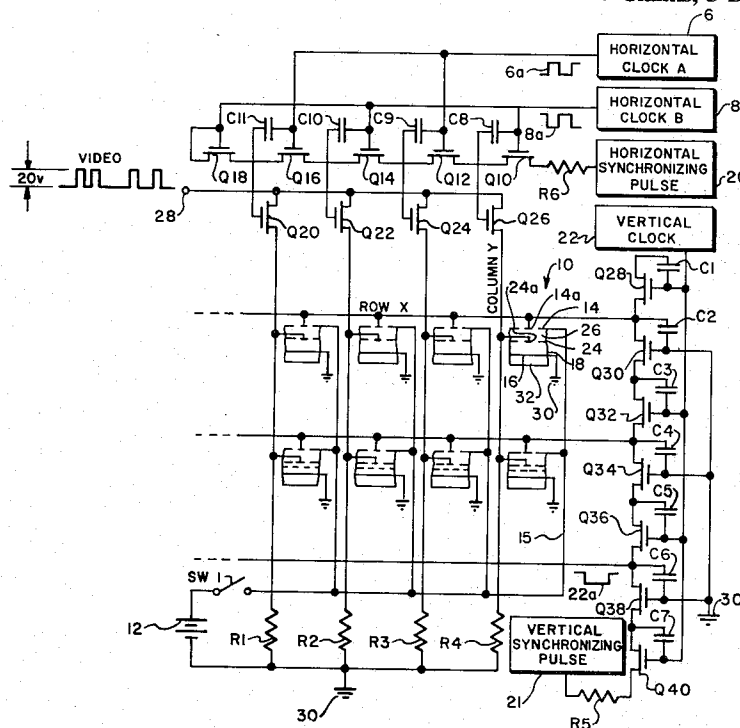 6
HORIZONTAL
CLOCK A
6a
HORIZONTAL
CLOCK B
8
8a
C11
C10
C9
C8
Q18
Q16
Q14
Q12
Q10
R6
HORIZONTAL
SYNCHRONIZING
PULSE
20v
VIDEO
28
Q20
Q22
Q24
Q26
VERTICAL
CLOCK
22
C1
Q28
COLUMN Y
ROW X
10
24a
14a
14
26
24
18
16
32
30
C2
Q30
C3
Q32
C4
Q34
C5
Q36
15
C6
22a
Q38
30
C7
SW 1
12
R1
R2
R3
R4
VERTICAL
SYNCHRONIZING
PULSE
21
Q40
R5
30